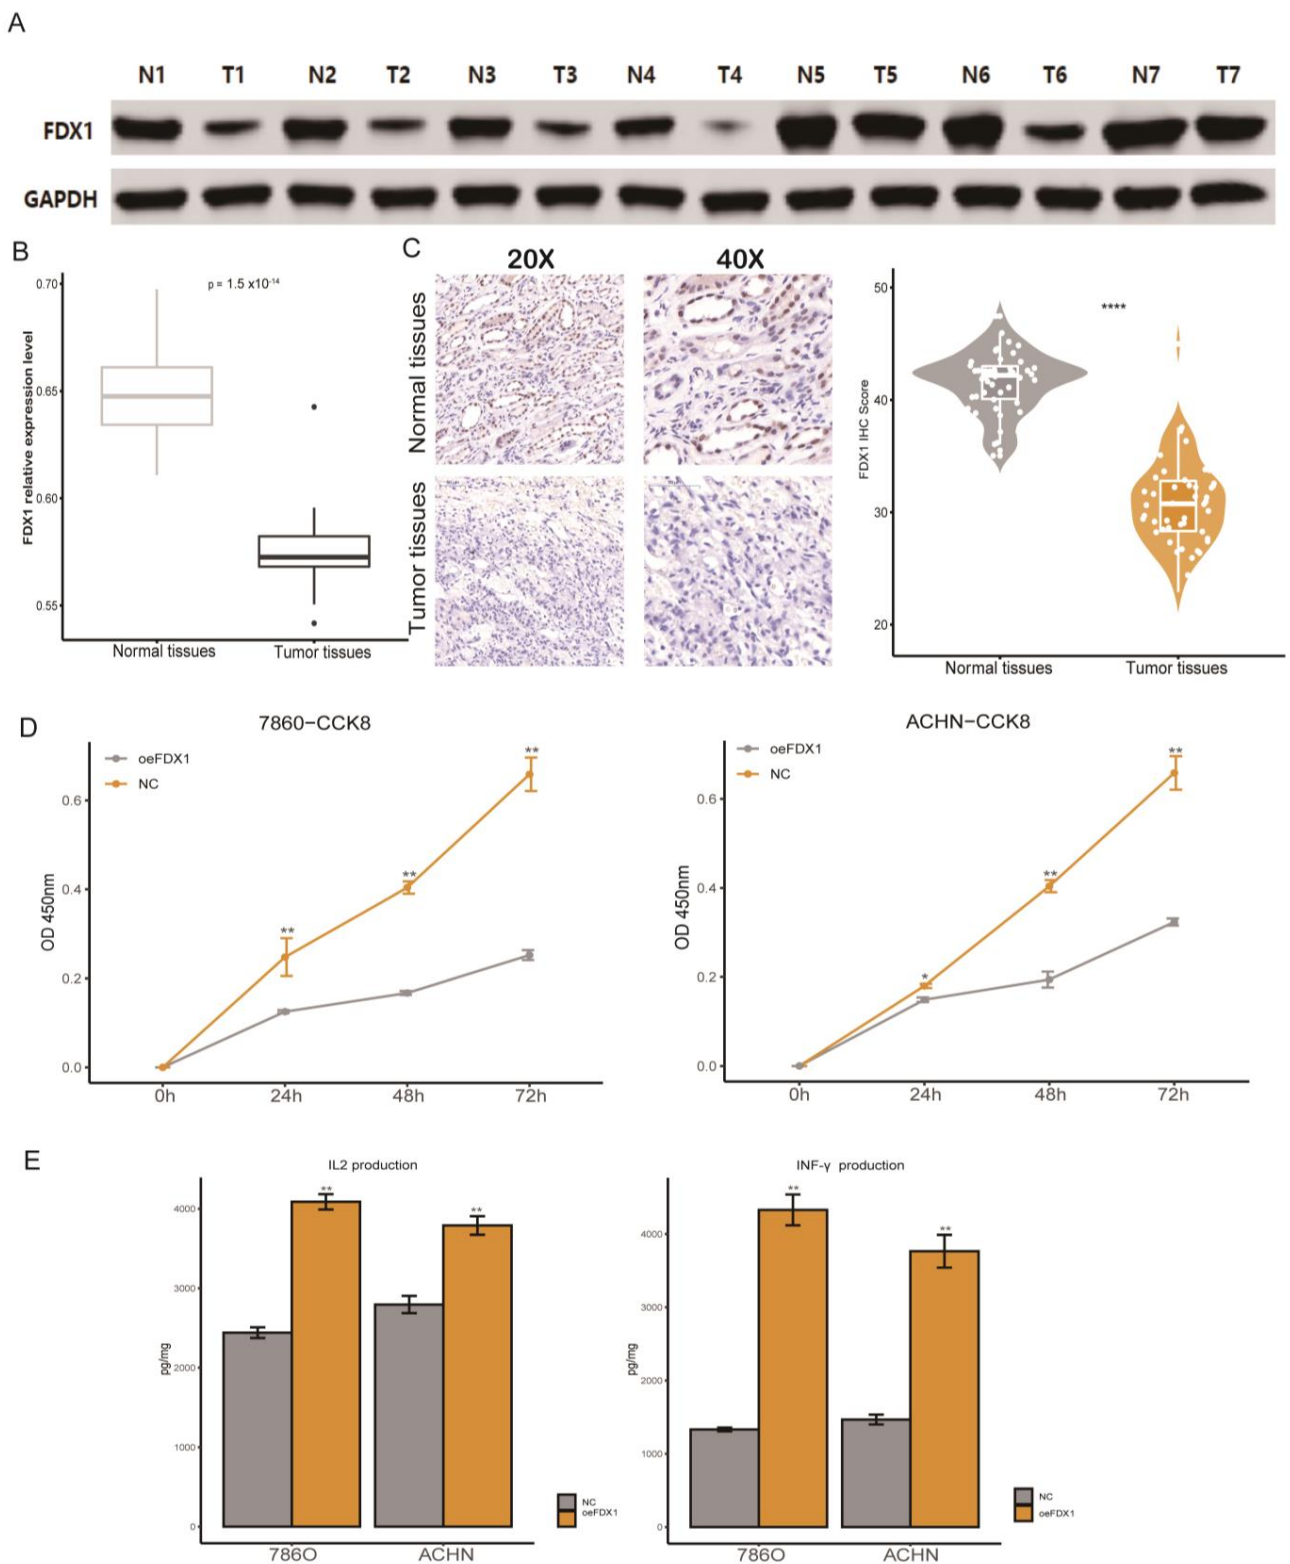 A
N1 T1 N2 T2 N3 T3 N4 T4 N5 T5 N6 T6 N7 T7
FDX1
GAPDH
B
FDX1 relative expression level
0.70
0.65
0.60
0.55
p = 1.5 x10-14
Normal tissues
Tumor tissues
C
20X
40X
Normal tissues
Tumor tissues
FDX1 IHC Score
50
40
30
20
****
Normal tissues
Tumor tissues
D
7860−CCK8
oeFDX1
NC
OD 450nm
0.6
0.4
0.2
0.0
**
**
**
0h 24h 48h 72h
ACHN−CCK8
oeFDX1
NC
OD 450nm
0.6
0.4
0.2
0.0
*
**
**
0h 24h 48h 72h
E
IL2 production
pg/mg
4000
3000
2000
1000
0
**
**
786O ACHN
NC
oeFDX1
INF-γ production
pg/mg
4000
3000
2000
1000
0
**
**
786O ACHN
NC
oeFDX1